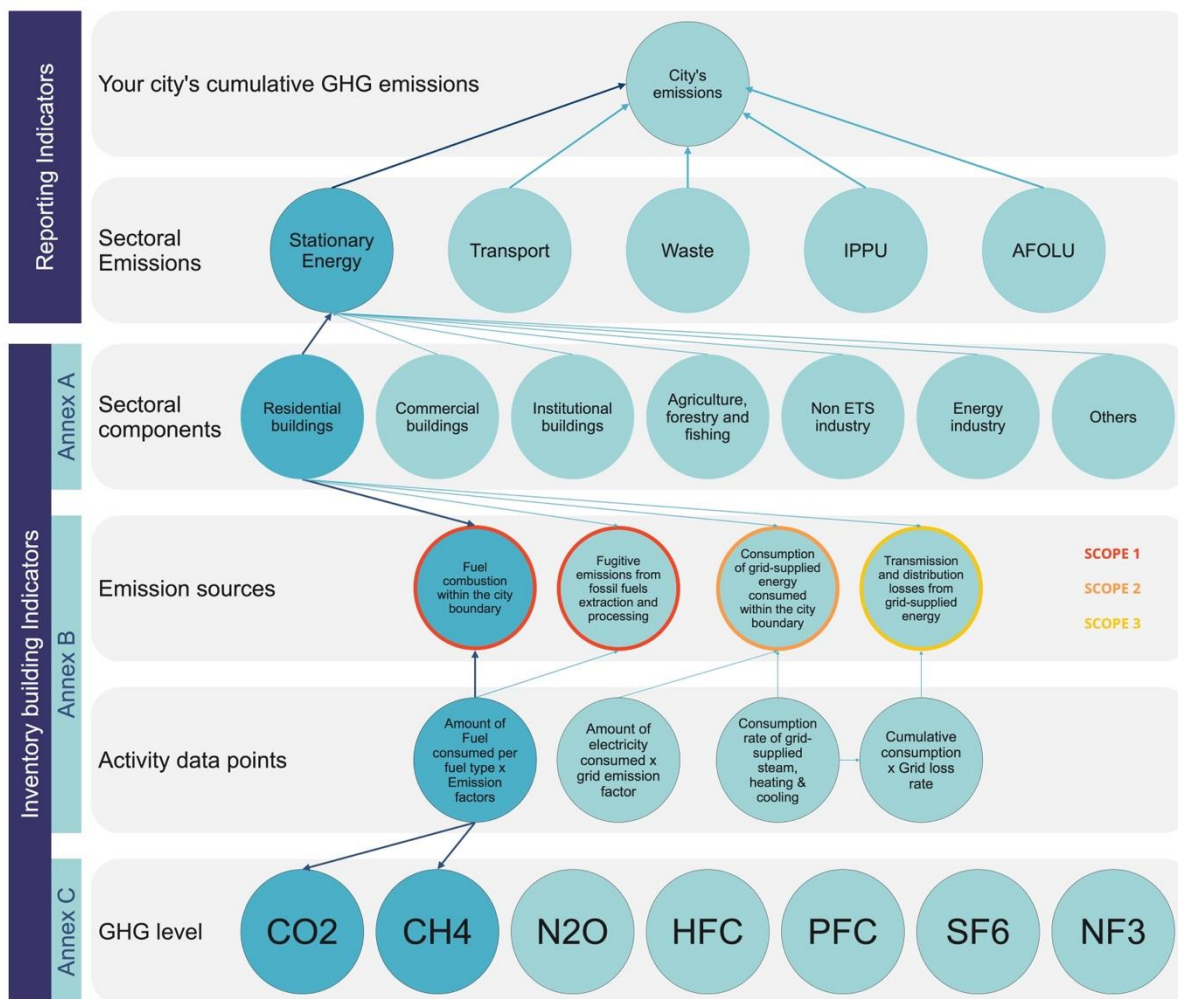 Reporting Indicators
Your city's cumulative GHG emissions
City's
emissions
Sectoral
Emissions
Stationary
Energy
Transport
Waste
IPPU
AFOLU
Inventory building Indicators
Annex A
Sectoral
components
Residential
buildings
Commercial
buildings
Institutional
buildings
Agriculture,
forestry and
fishing
Non ETS
industry
Energy
industry
Others
Annex B
Emission sources
Fuel
combustion
within the city
boundary
Fugitive
emissions from
fossil fuels
extraction and
processing
Consumption
of grid-supplied
energy
consumed
within the city
boundary
Transmission
and distribution
losses from
grid-supplied
energy
SCOPE 1
SCOPE 2
SCOPE 3
Activity data points
Amount of
Fuel
consumed per
fuel type x
Emission
factors
Amount of
electricity
consumed x
grid emission
factor
Consumption
rate of grid-
supplied
steam,
heating &
cooling
Cumulative
consumption
x Grid loss
rate
Annex C
GHG level
CO2
CH4
N2O
HFC
PFC
SF6
NF3